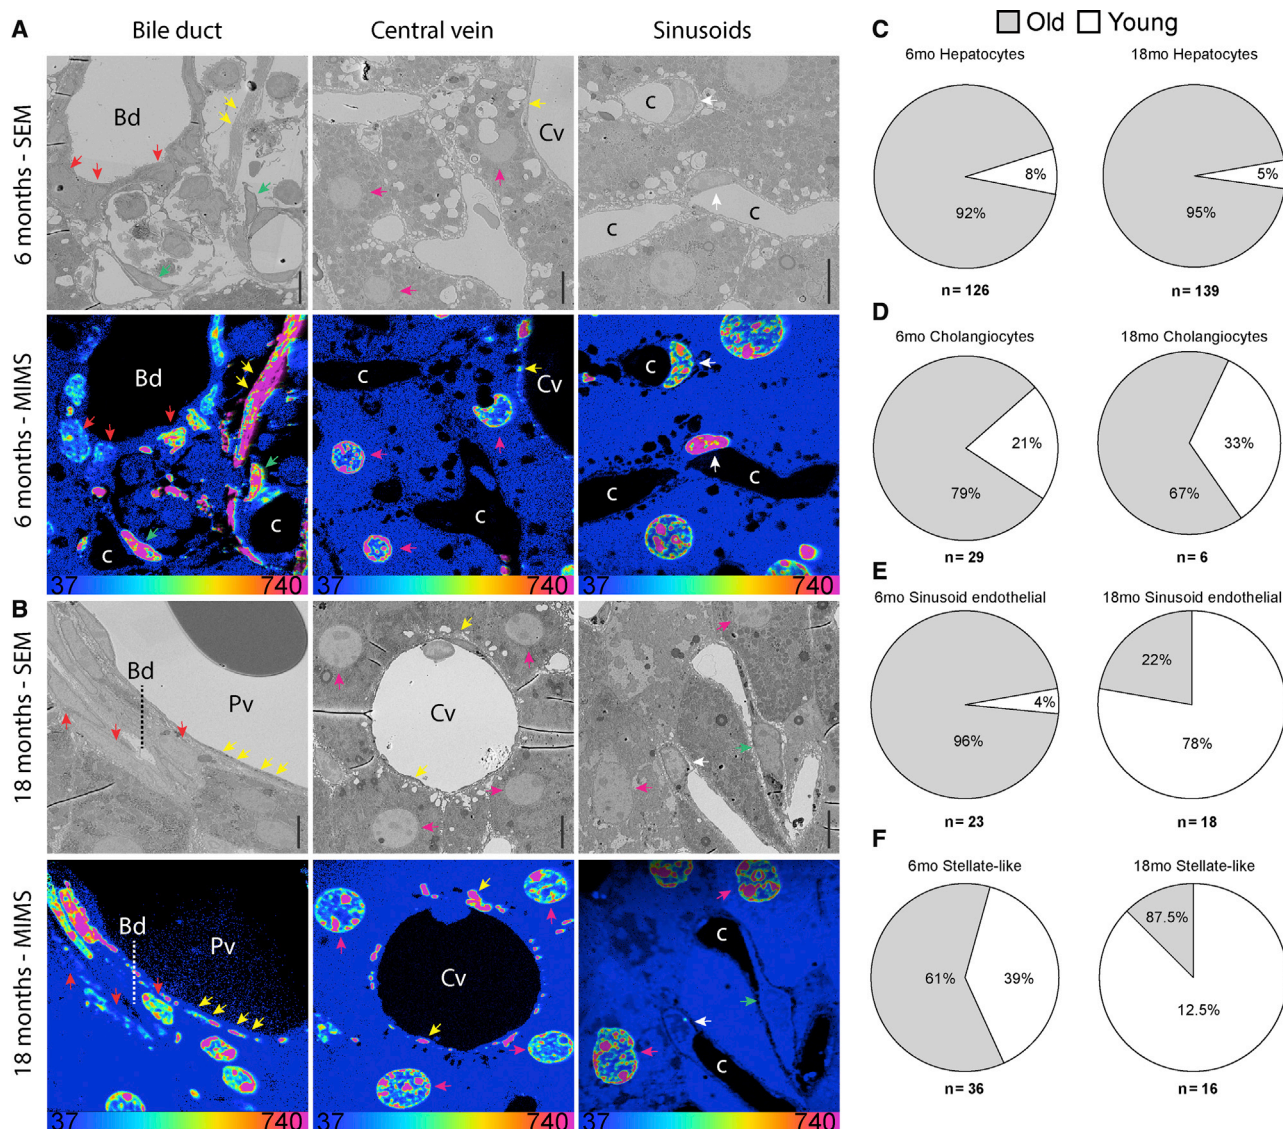 A
Bile duct
Central vein
Sinusoids
6 months - SEM
Bd
Cv
C
C
C
6 months - MIMS
Bd
C
C
C
Cv
C
C
C
C
37 740
37 740
37 740
B
18 months - SEM
Bd
Pv
Cv
18 months - MIMS
Bd
Pv
Cv
C
C
37 740
37 740
37 740
Old Young
C
6mo Hepatocytes
18mo Hepatocytes
8%
92%
5%
95%
n= 126
n= 139
D
6mo Cholangiocytes
18mo Cholangiocytes
21%
79%
33%
67%
n= 29
n= 6
E
6mo Sinusoid endothelial
18mo Sinusoid endothelial
4%
96%
22%
78%
n= 23
n= 18
F
6mo Stellate-like
18mo Stellate-like
61%
39%
87.5%
12.5%
n= 36
n= 16